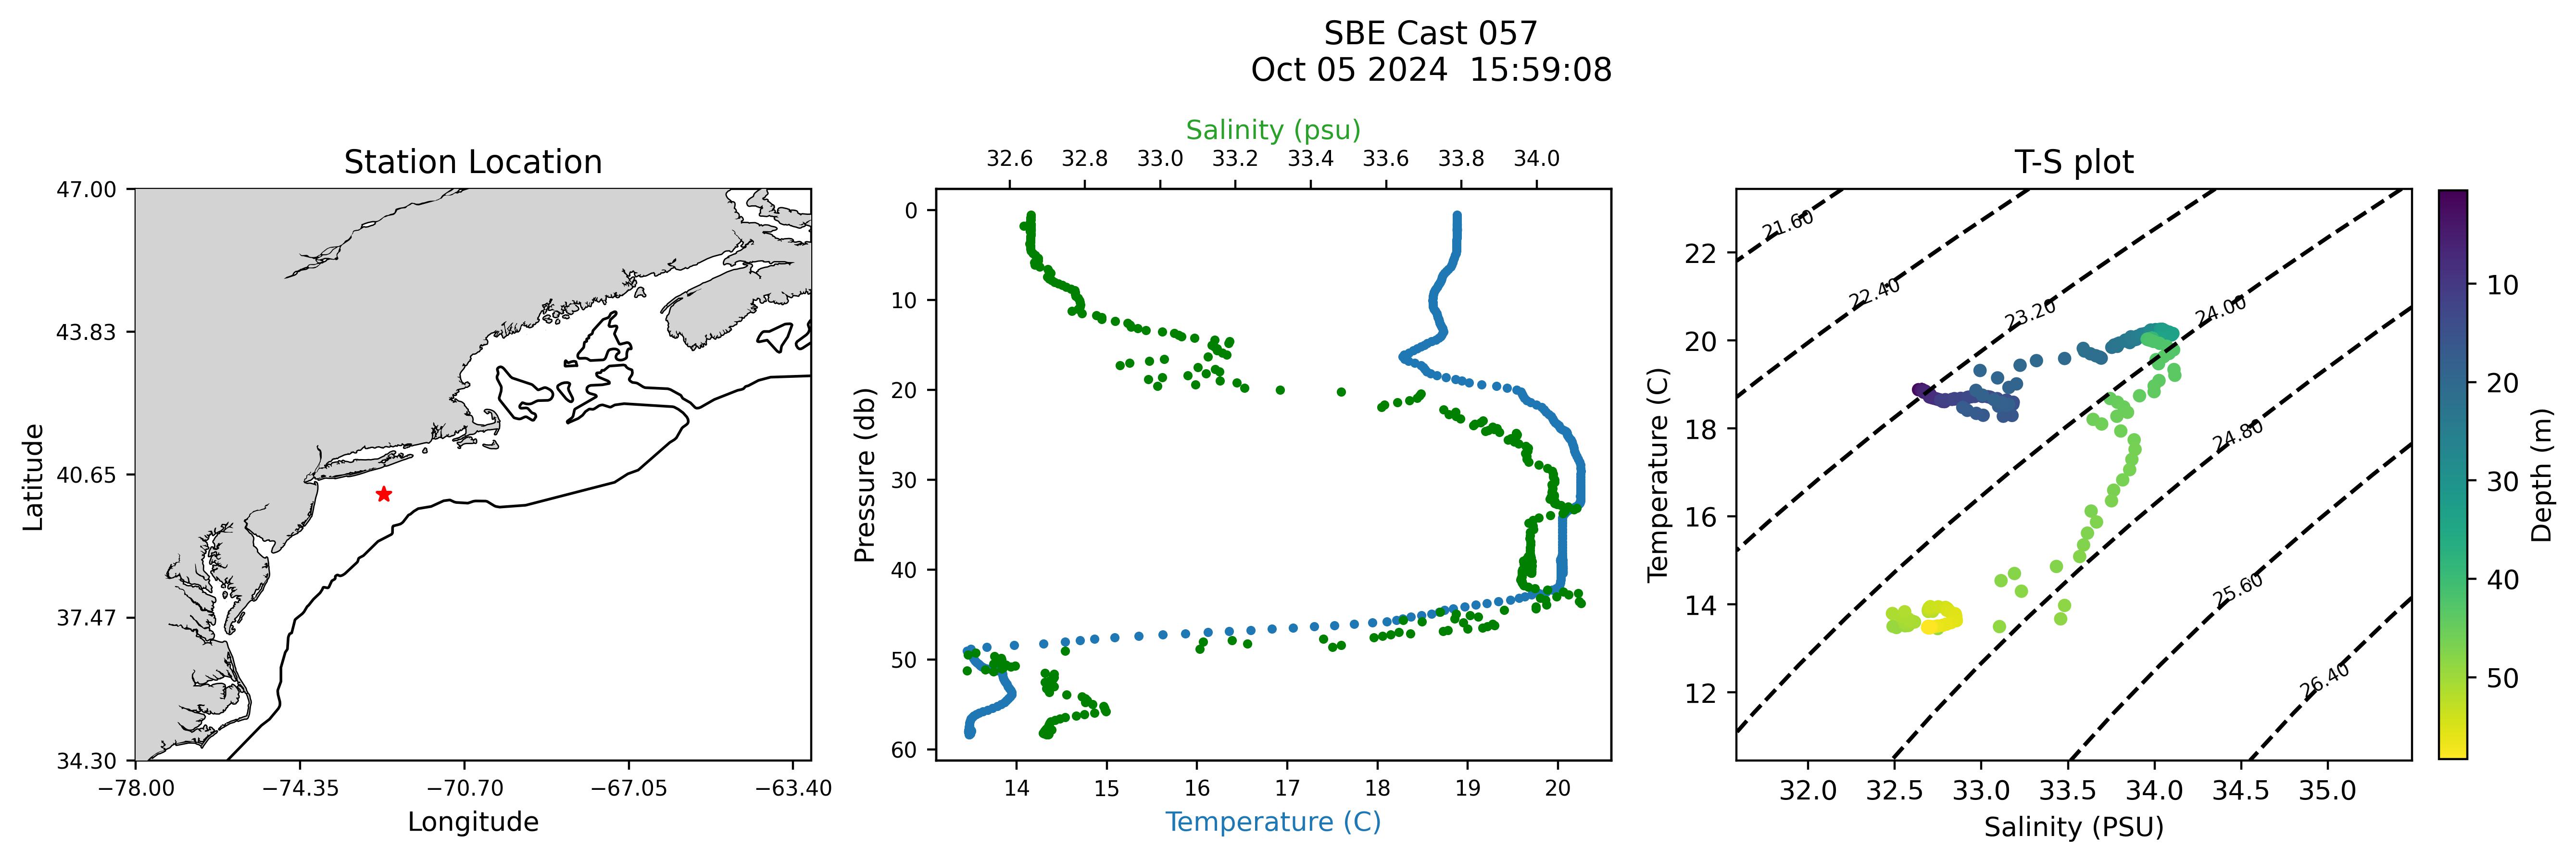 SBE Cast 057
Oct 05 2024  15:59:08
Station Location
47.00
43.83
40.65
37.47
34.30
−78.00
−74.35
−70.70
−67.05
−63.40
Latitude
Longitude
Salinity (psu)
32.6 32.8 33.0 33.2 33.4 33.6 33.8 34.0
0
10
20
30
40
50
60
Pressure (db)
14 15 16 17 18 19 20
Temperature (C)
T-S plot
21.60
22.40
23.20
24.00
24.80
25.60
26.40
22
20
18
16
14
12
Temperature (C)
32.0 32.5 33.0 33.5 34.0 34.5 35.0
Salinity (PSU)
10
20
30
40
50
Depth (m)